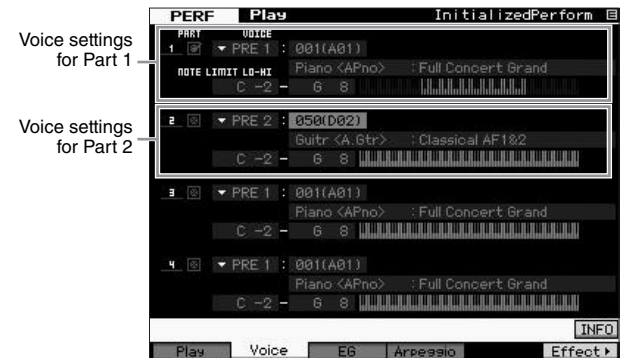 PERF Play InitializedPerform
Voice settings for Part 1
PART VOICE
1 PRE 1 : 001(A01)
Piano <APno> : Full Concert Grand
NOTE LIMIT LO-HI
C -2 - G 8
Voice settings for Part 2
2 PRE 2 : 050(D02)
Guitr <A.Gtr> : Classical AF1&2
C -2 - G 8
3 PRE 1 : 001(A01)
Piano <APno> : Full Concert Grand
C -2 - G 8
4 PRE 1 : 001(A01)
Piano <APno> : Full Concert Grand
C -2 - G 8
INFO
Play Voice EG Arpeggio Effect